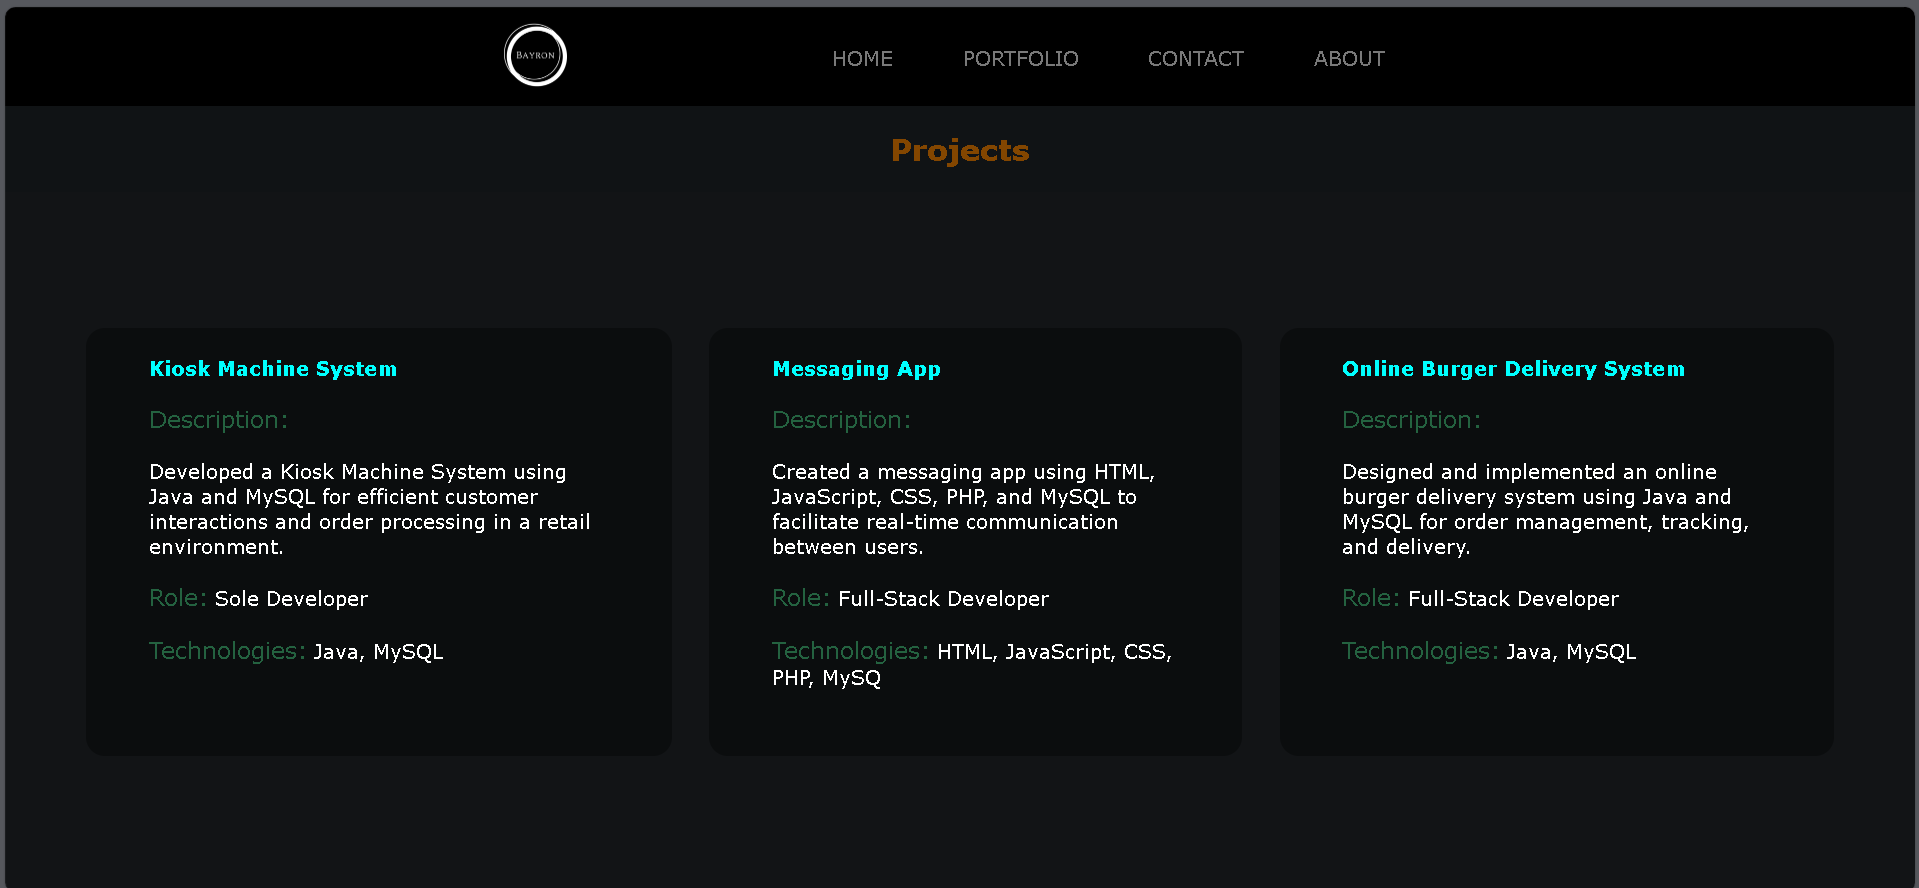 BAYRON
HOME
PORTFOLIO
CONTACT
ABOUT
Projects
Kiosk Machine System
Description:
Developed a Kiosk Machine System using
Java and MySQL for efficient customer
interactions and order processing in a retail
environment.
Role: Sole Developer
Technologies: Java, MySQL
Messaging App
Description:
Created a messaging app using HTML,
JavaScript, CSS, PHP, and MySQL to
facilitate real-time communication
between users.
Role: Full-Stack Developer
Technologies: HTML, JavaScript, CSS,
PHP, MySQ
Online Burger Delivery System
Description:
Designed and implemented an online
burger delivery system using Java and
MySQL for order management, tracking,
and delivery.
Role: Full-Stack Developer
Technologies: Java, MySQL